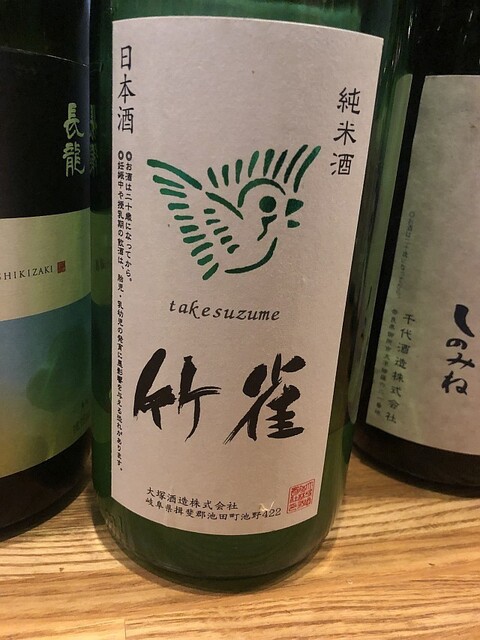 純米酒
日本酒
◎お酒は二十歳になってから。
◎妊娠中や授乳期の飲酒は、胎児・乳幼児の発育に悪影響を与える恐れがあります。
takesuzume
竹雀
大塚酒造株式会社
岐阜県揖斐郡池田町池野422
長龍
SHIKIZAKI
しのみね
千代酒造株式会社